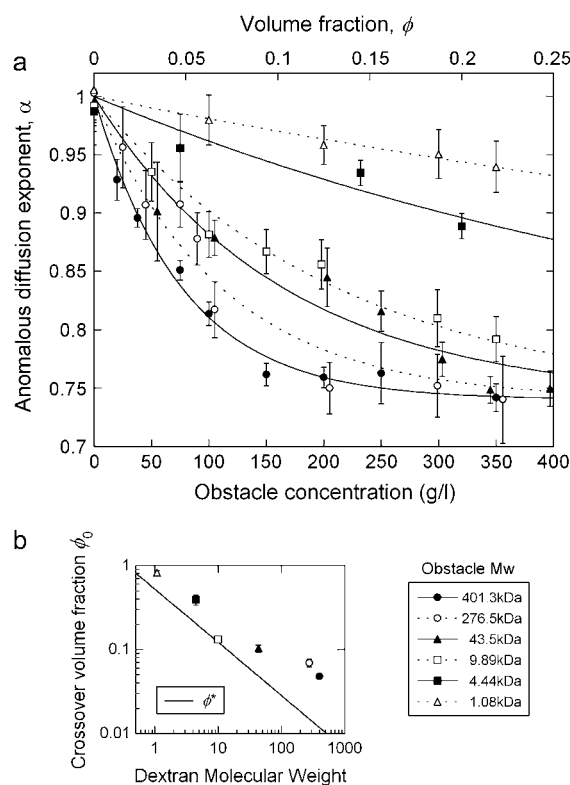 Volume fraction, ϕ
0 0.05 0.1 0.15 0.2 0.25
a
Anomalous diffusion exponent, α
1
0.95
0.9
0.85
0.8
0.75
0.7
0 50 100 150 200 250 300 350 400
Obstacle concentration (g/l)
b
Crossover volume fraction ϕ0
1
0.1
0.01
ϕ*
1 10 100 1000
Dextran Molecular Weight
Obstacle Mw
401.3kDa
276.5kDa
43.5kDa
9.89kDa
4.44kDa
1.08kDa